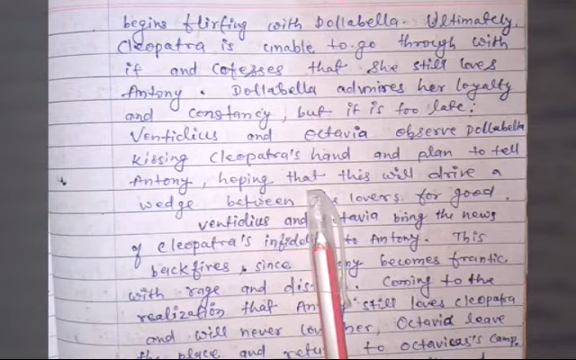 begins flirting with Dollabella. Ultimately,
Cleopatra is unable to go through with
it and cofesses that she still loves
Antony. Dollabella admires her loyalty
and constancy, but it is too late:
Ventidius and Octavia observe Dollabella
kissing Cleopatra's hand and plan to tell
Antony, hoping that this will drive a
wedge between lovers for good.
Ventidius and Octavia bring the news
of Cleopatra's to Antony. This
backfires, since becomes frantic
with rage and Coming to the
realization that still loves Cleopatra
and will never her, Octavia leave
the place and to octavious's camp.